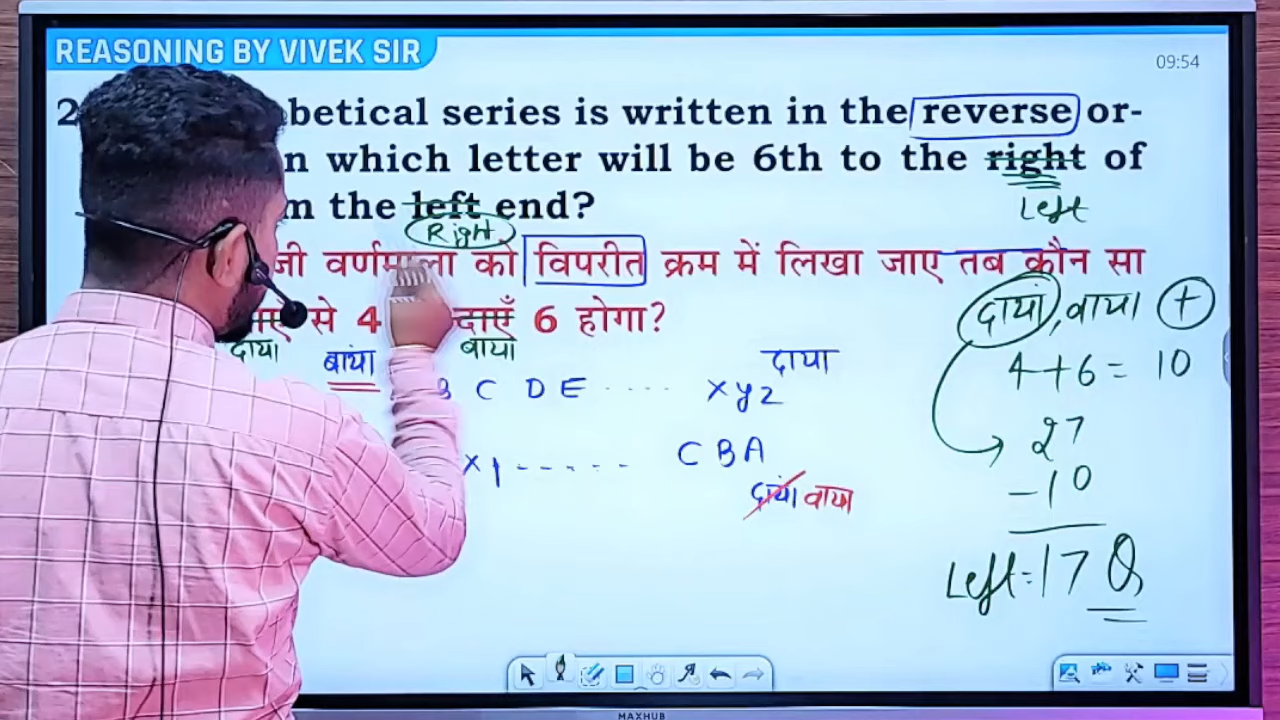 REASONING BY VIVEK SIR
09:54
betical series is written in the reverse or-
n which letter will be 6th to the right of
Left
m the left end?
Right
वर्णमाला को विपरीत क्रम में लिखा जाए तब कौन सा
से 4 दाएँ 6 होगा?
दाया बांया बाया दाया
दायां, वाया +
C D E .... x y z
4+6= 10
27
x y ------ C B A
-10
दायां वाया
Left = 17 Q
MAXHUB